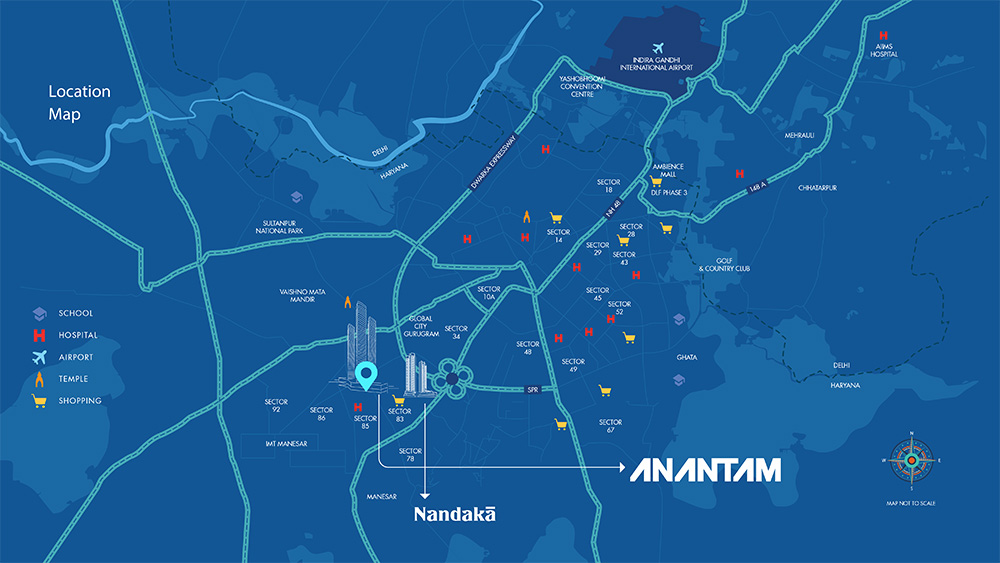 Location
Map
SCHOOL
HOSPITAL
AIRPORT
TEMPLE
SHOPPING
AIIMS
HOSPITAL
INDIRA GANDHI
INTERNATIONAL AIRPORT
YASHOBHOOMI
CONVENTION
CENTRE
DELHI
HARYANA
DWARKA EXPRESSWAY
MEHRAULI
AMBIENCE
MALL
DLF PHASE 3
148 A
CHHATARPUR
SECTOR
18
NH 48
SULTANPUR
NATIONAL PARK
SECTOR
14
SECTOR
28
SECTOR
29
SECTOR
43
GOLF
& COUNTRY CLUB
VAISHNO MATA
MANDIR
SECTOR
10A
SECTOR
45
SECTOR
52
GLOBAL
CITY
GURUGRAM
SECTOR
34
SECTOR
48
SECTOR
49
GHATA
DELHI
HARYANA
SPR
SECTOR
92
SECTOR
86
SECTOR
85
SECTOR
83
SECTOR
67
IMT MANESAR
SECTOR
78
MANESAR
ANANTAM
Nandakā
N
W
E
S
MAP NOT TO SCALE